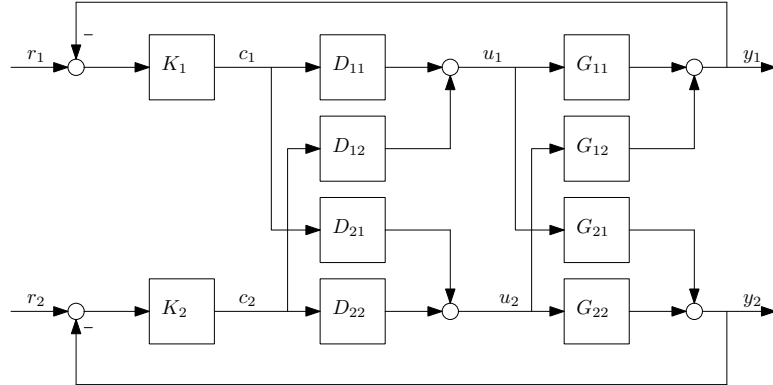 −
r₁ K₁ c₁ D₁₁ u₁ G₁₁ y₁
D₁₂ G₁₂
D₂₁ G₂₁
r₂ K₂ c₂ D₂₂ u₂ G₂₂ y₂
−